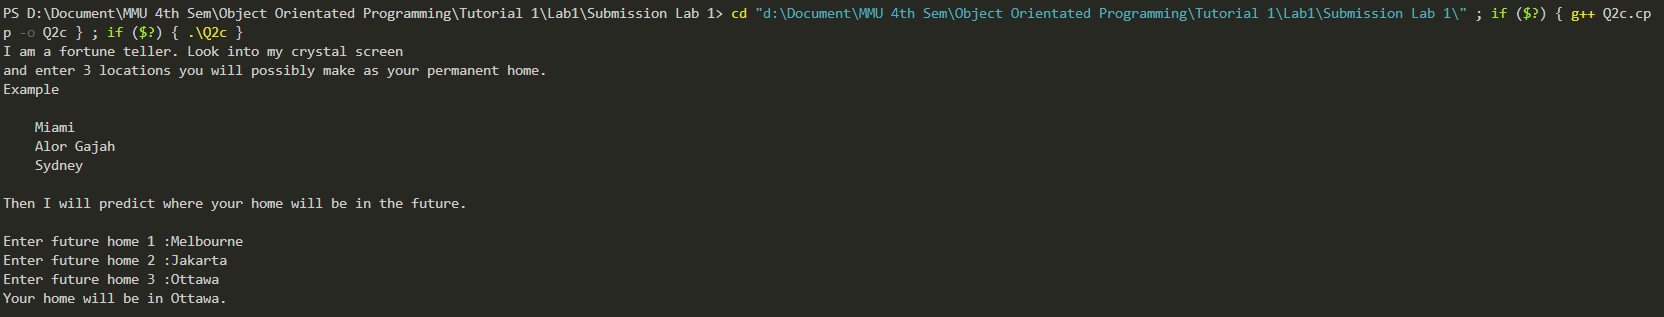 PS D:\Document\MMU 4th Sem\Object Orientated Programming\Tutorial 1\Lab1\Submission Lab 1> cd "d:\Document\MMU 4th Sem\Object Orientated Programming\Tutorial 1\Lab1\Submission Lab 1\" ; if ($?) { g++ Q2c.cp
p -o Q2c } ; if ($?) { .\Q2c }
I am a fortune teller. Look into my crystal screen
and enter 3 locations you will possibly make as your permanent home.
Example
Miami
Alor Gajah
Sydney
Then I will predict where your home will be in the future.
Enter future home 1 :Melbourne
Enter future home 2 :Jakarta
Enter future home 3 :Ottawa
Your home will be in Ottawa.